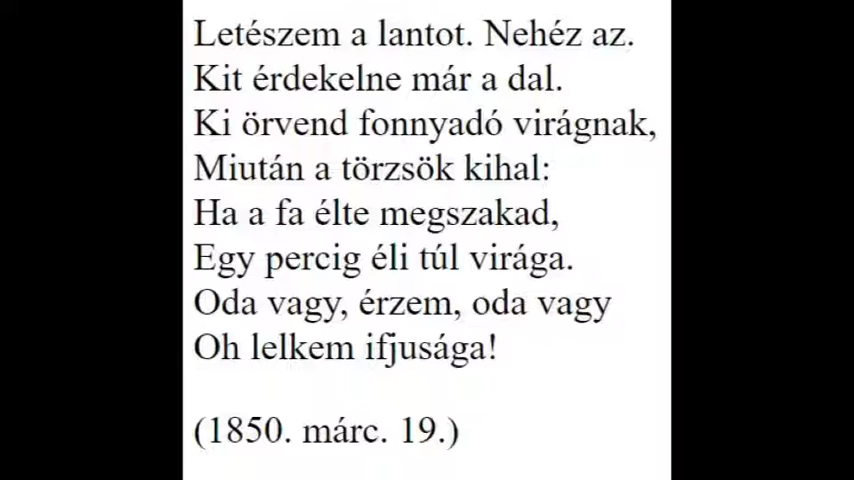 Letészem a lantot. Nehéz az.
Kit érdekelne már a dal.
Ki örvend fonnyadó virágnak,
Miután a törzsök kihal:
Ha a fa élte megszakad,
Egy percig éli túl virága.
Oda vagy, érzem, oda vagy
Oh lelkem ifjusága!
(1850. márc. 19.)